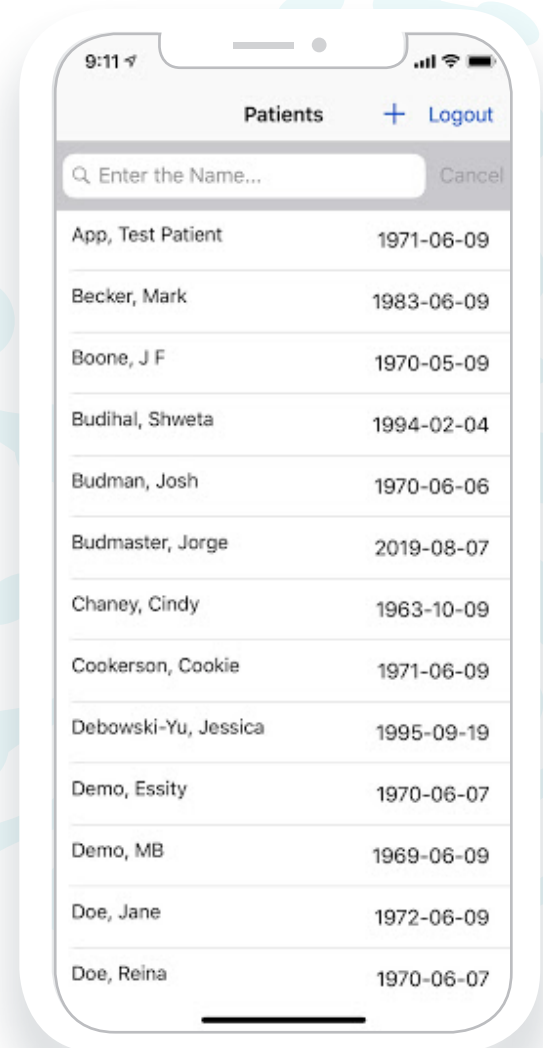 9:11
Patients + Logout
Enter the Name... Cancel
App, Test Patient 1971-06-09
Becker, Mark 1983-06-09
Boone, J F 1970-05-09
Budihal, Shweta 1994-02-04
Budman, Josh 1970-06-06
Budmaster, Jorge 2019-08-07
Chaney, Cindy 1963-10-09
Cookerson, Cookie 1971-06-09
Debowski-Yu, Jessica 1995-09-19
Demo, Essity 1970-06-07
Demo, MB 1969-06-09
Doe, Jane 1972-06-09
Doe, Reina 1970-06-07